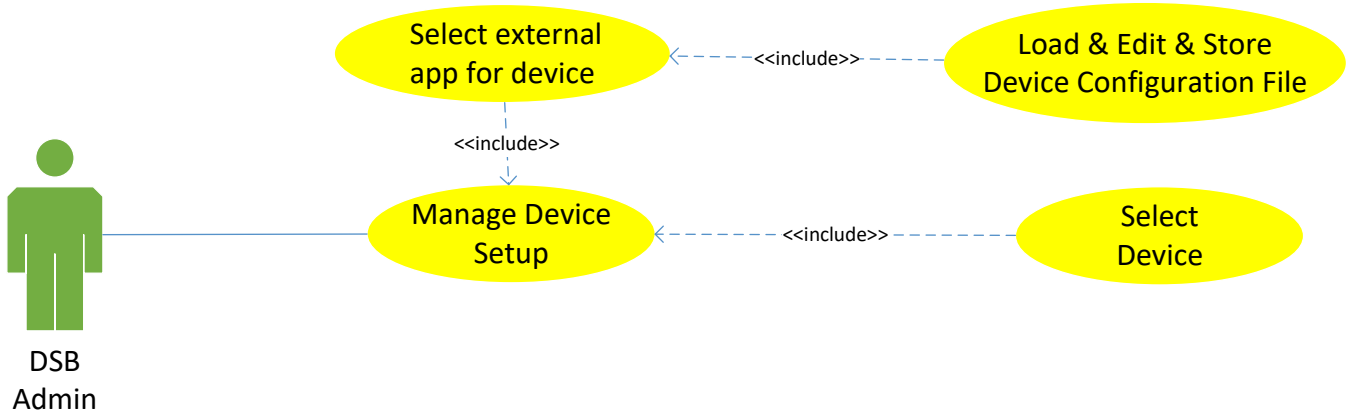 Select external
app for device
<<include>>
Load & Edit & Store
Device Configuration File
<<include>>
Manage Device
Setup
<<include>>
Select
Device
DSB
Admin